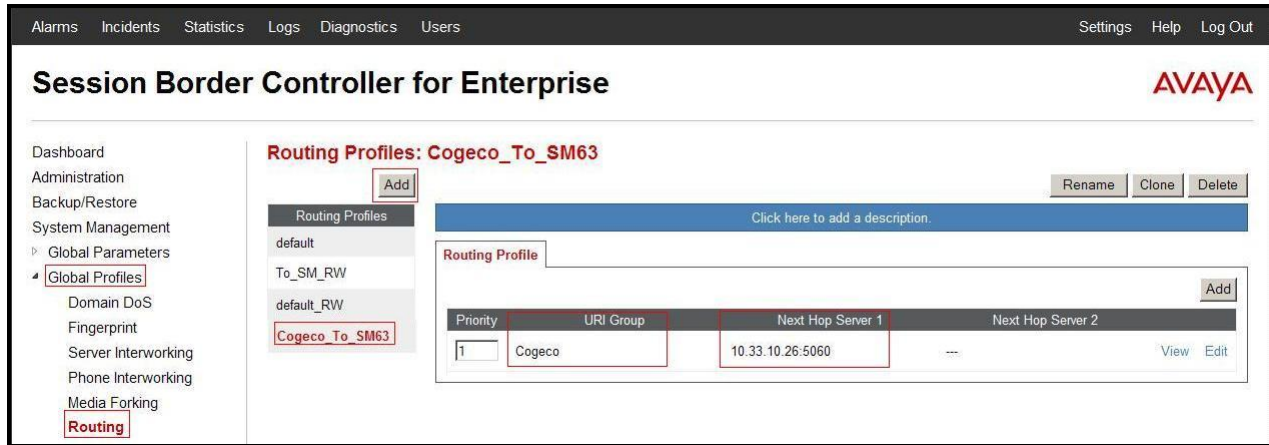 Alarms Incidents Statistics Logs Diagnostics Users Settings Help Log Out
Session Border Controller for Enterprise
AVAYA
Dashboard
Administration
Backup/Restore
System Management
Global Parameters
Global Profiles
Domain DoS
Fingerprint
Server Interworking
Phone Interworking
Media Forking
Routing
Routing Profiles: Cogeco_To_SM63
Add
Rename Clone Delete
Routing Profiles
default
To_SM_RW
default_RW
Cogeco_To_SM63
Click here to add a description.
Routing Profile
Add
Priority URI Group Next Hop Server 1 Next Hop Server 2
1 Cogeco 10.33.10.26:5060 --- View Edit